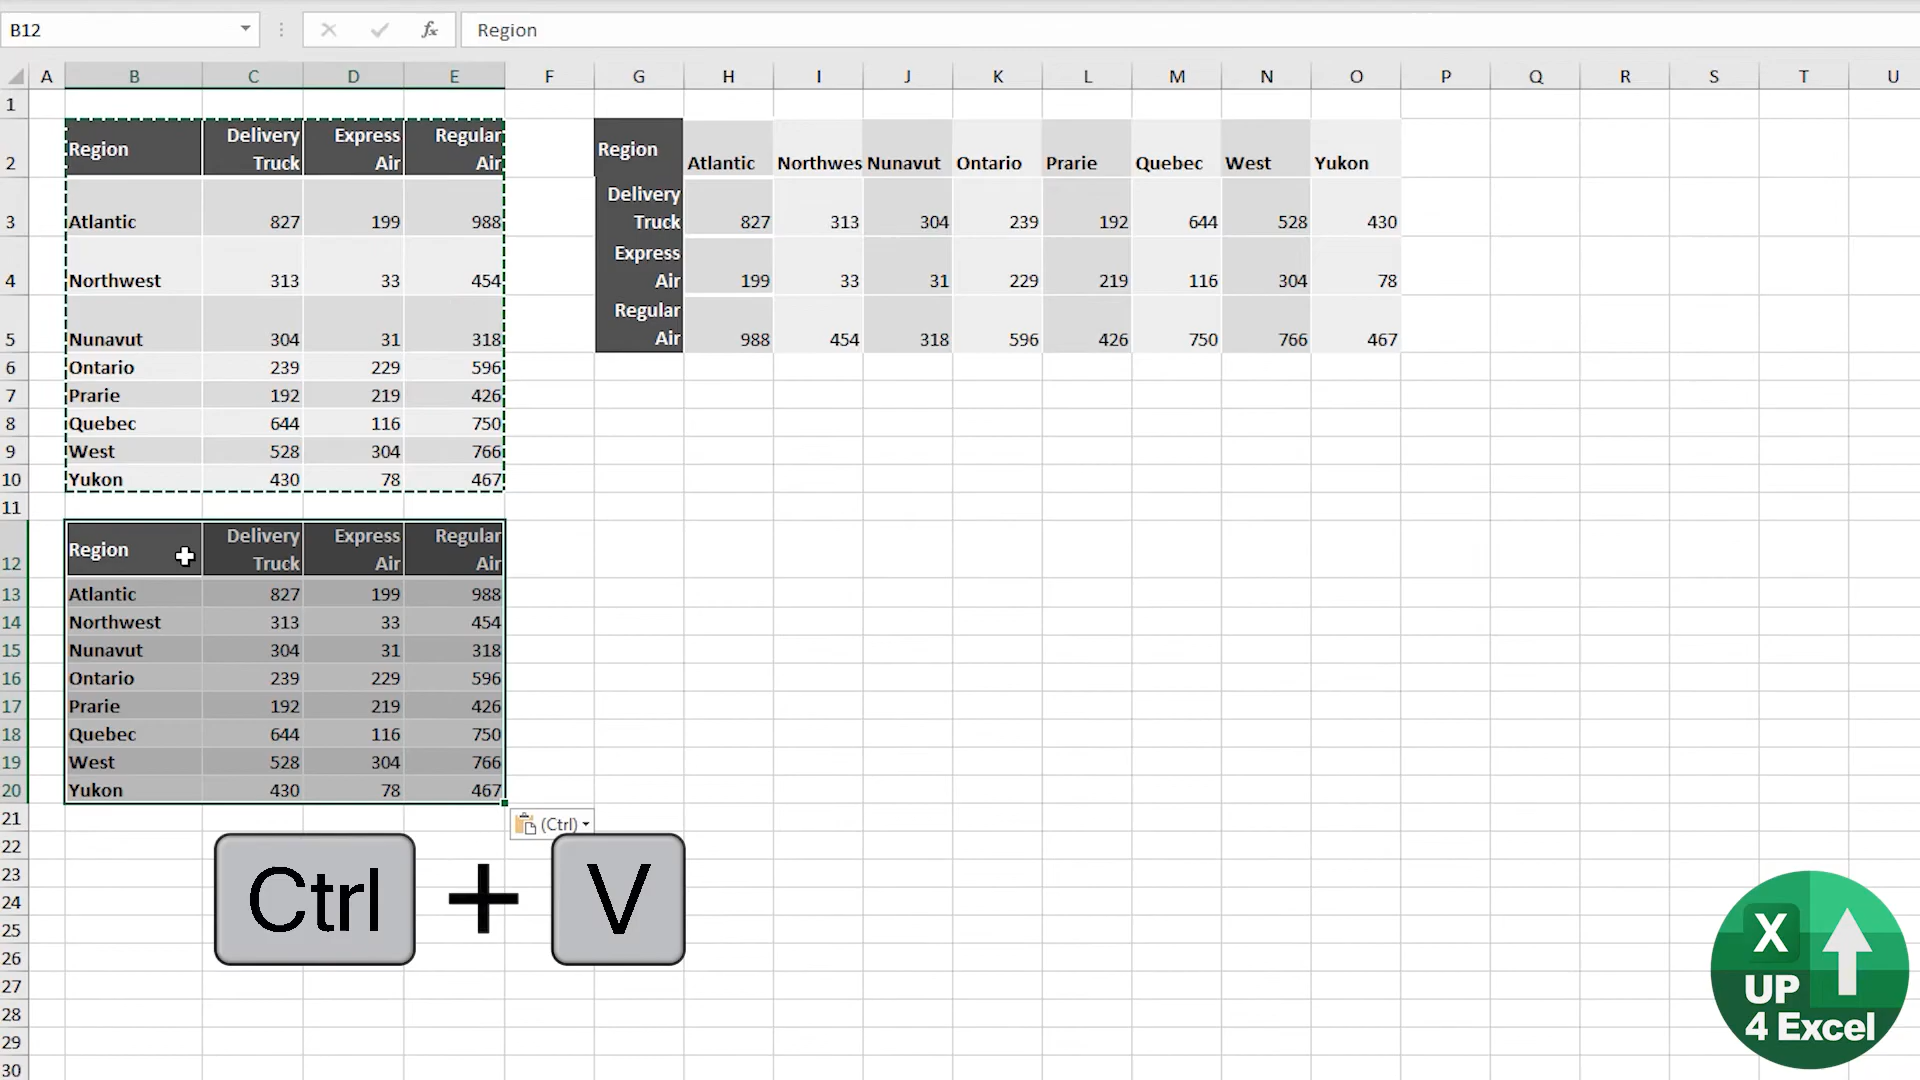 B12
fx
Region
A B C D E F G H I J K L M N O P Q R S T U
1
2 Region Delivery Truck Express Air Regular Air Region Atlantic Northwes Nunavut Ontario Prarie Quebec West Yukon
3 Atlantic 827 199 988 Delivery Truck 827 313 304 239 192 644 528 430
4 Northwest 313 33 454 Express Air 199 33 31 229 219 116 304 78
5 Nunavut 304 31 318 Regular Air 988 454 318 596 426 750 766 467
6 Ontario 239 229 596
7 Prarie 192 219 426
8 Quebec 644 116 750
9 West 528 304 766
10 Yukon 430 78 467
11
12 Region Delivery Truck Express Air Regular Air
13 Atlantic 827 199 988
14 Northwest 313 33 454
15 Nunavut 304 31 318
16 Ontario 239 229 596
17 Prarie 192 219 426
18 Quebec 644 116 750
19 West 528 304 766
20 Yukon 430 78 467
21 (Ctrl)
22
23
24
25
26
27
28
29
30
Ctrl + V
X
UP
4 Excel